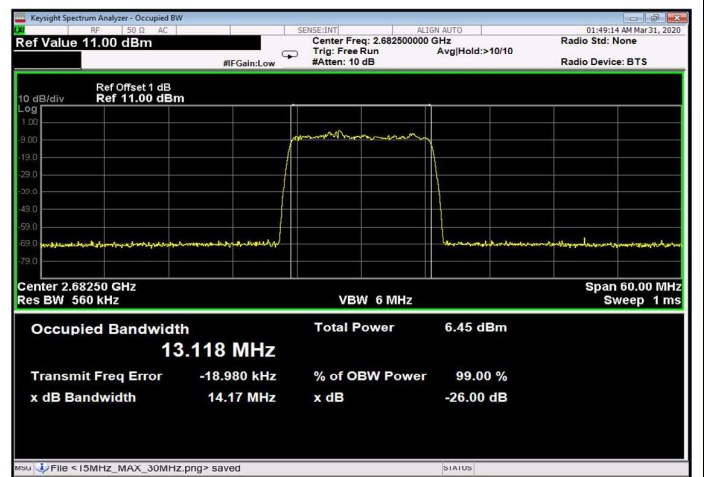 Keysight Spectrum Analyzer - Occupied BW
LXI RF 50 Ω AC SENSE:INT ALIGN AUTO 01:49:14 AM Mar 31, 2020
Ref Value 11.00 dBm Center Freq: 2.682500000 GHz Radio Std: None
Trig: Free Run Avg|Hold:>10/10
#IFGain:Low #Atten: 10 dB Radio Device: BTS
Ref Offset 1 dB
10 dB/div Ref 11.00 dBm
Log
1.00
-9.00
-19.0
-29.0
-39.0
-49.0
-59.0
-69.0
-79.0
Center 2.68250 GHz Span 60.00 MHz
Res BW 560 kHz VBW 6 MHz Sweep 1 ms
Occupied Bandwidth Total Power 6.45 dBm
13.118 MHz
Transmit Freq Error -18.980 kHz % of OBW Power 99.00 %
x dB Bandwidth 14.17 MHz x dB -26.00 dB
MSG File <15MHz_MAX_30MHz.png> saved STATUS